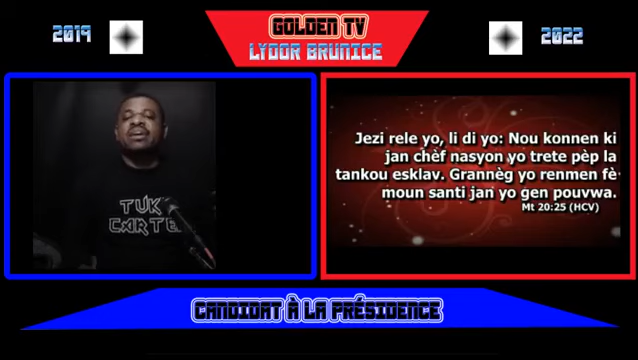 2019
GOLDEN TV
LYDOR BRUNICE
2022
TUK
CARTE
Jezi rele yo, li di yo: Nou konnen ki
jan chèf nasyon yo trete pèp la
tankou esklav. Grannèg yo renmen fè
moun santi jan yo gen pouvwa.
Mt 20:25 (HCV)
CANDIDAT À LA PRÉSIDENCE